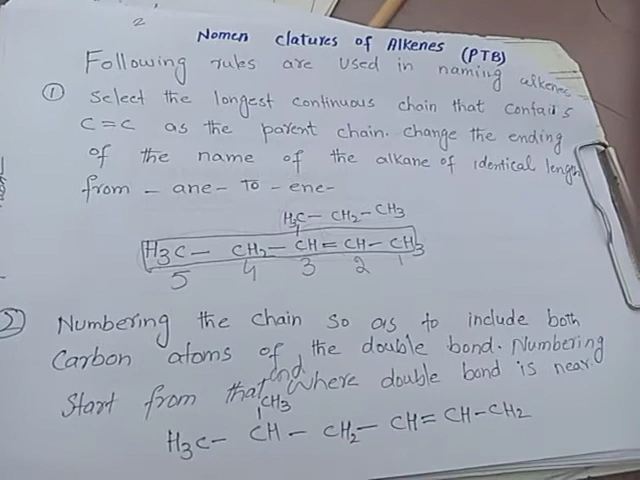 2
Nomen clatures of Alkenes (PTB)
Following rules are used in naming alkenes
① Select the longest continuous chain that contains
C=C as the parent chain. Change the ending
of the name of the alkane of identical length
from - ane - To - ene -
H3C - CH2 - CH3
H3C - CH2 - CH = CH - CH3
5 4 3 2 1
② Numbering the chain so as to include both
Carbon atoms of the double bond. Numbering
Start from that end where double bond is near.
CH3
H3C - CH - CH2 - CH = CH - CH2